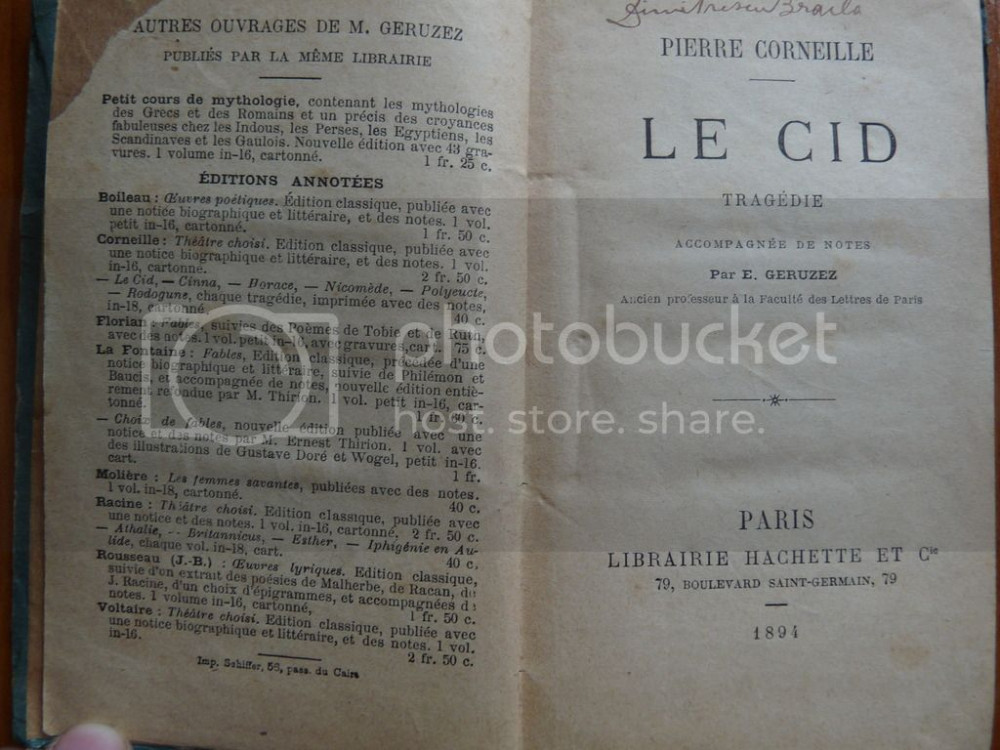 AUTRES OUVRAGES DE M. GERUZEZ
PUBLIÉS PAR LA MÊME LIBRAIRIE
Petit cours de mythologie, contenant les mythologies
des Grecs et des Romains et un précis des croyances
fabuleuses chez les Indous, les Perses, les Egyptiens, les
Scandinaves et les Gaulois. Nouvelle édition avec 43 gra-
vures. 1 volume in-16, cartonné. 1 fr. 25 c.
ÉDITIONS ANNOTÉES
Boileau : Œuvres poétiques. Édition classique, publiée avec
une notice biographique et littéraire, et des notes. 1 vol.
petit in-16, cartonné. 1 fr. 50 c.
Corneille : Théâtre choisi. Edition classique, publiée avec
une notice biographique et littéraire, et des notes. 1 vol.
in-16, cartonné. 2 fr. 50 c.
— Le Cid, — Cinna, — Horace, — Nicomède, — Polyeucte,
— Rodogune, chaque tragédie, imprimée avec des notes,
in-18, cartonné. 40 c.
Florian : Fables, suivies des Poèmes de Tobie et de Ruth,
avec des notes. 1 vol. petit in-16, avec gravures, cart.. 75 c.
La Fontaine : Fables, Edition classique, précédée d'une
notice biographique et littéraire, suivie de Philémon et
Baucis, et accompagnée de notes, nouvelle édition entiè-
rement refondue par M. Thirion. 1 vol. petit in-16, car-
tonné. 1 fr. 60 c.
— Choix de fables, nouvelle édition publiée avec une
notice et des notes par M. Ernest Thirion. 1 vol. avec
des illustrations de Gustave Doré et Wogel, petit in-16.
cart. 1 fr.
Molière : Les femmes savantes, publiées avec des notes.
1 vol. in-18, cartonné. 40 c.
Racine : Théâtre choisi. Edition classique, publiée avec
une notice et des notes. 1 vol. in-16, cartonné. 2 fr. 50 c.
— Athalie, — Britannicus, — Esther, — Iphigénie en Au-
lide, chaque vol. in-18, cart. 40 c.
Rousseau (J.-B.) : Œuvres lyriques. Edition classique,
suivie d'un extrait des poésies de Malherbe, de Racan, de
J. Racine, d'un choix d'épigrammes, et accompagnées de
notes. 1 volume in-16, cartonné, 1 fr. 50 c.
Voltaire : Théâtre choisi. Edition classique, publiée avec
une notice biographique et littéraire, et des notes. 1 vol.
in-16. 2 fr. 50 c.
Imp. Schiffer, 56, pass. du Caire
Dimitrescu Braila
PIERRE CORNEILLE
LE CID
TRAGÉDIE
ACCOMPAGNÉE DE NOTES
Par E. GERUZEZ
Ancien professeur à la Faculté des Lettres de Paris
PARIS
LIBRAIRIE HACHETTE ET Cie
79, BOULEVARD SAINT-GERMAIN, 79
1894
photobucket
host. store. share.